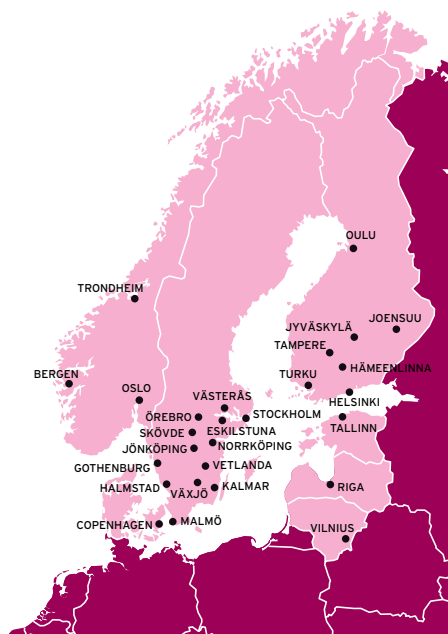 OULU
TRONDHEIM
JOENSUU
JYVÄSKYLÄ
TAMPERE
HÄMEENLINNA
BERGEN
TURKU
OSLO
VÄSTERÅS
HELSINKI
ÖREBRO
STOCKHOLM
TALLINN
ESKILSTUNA
SKÖVDE
NORRKÖPING
JÖNKÖPING
GOTHENBURG
VETLANDA
HALMSTAD
KALMAR
RIGA
VÄXJÖ
COPENHAGEN
MALMÖ
VILNIUS